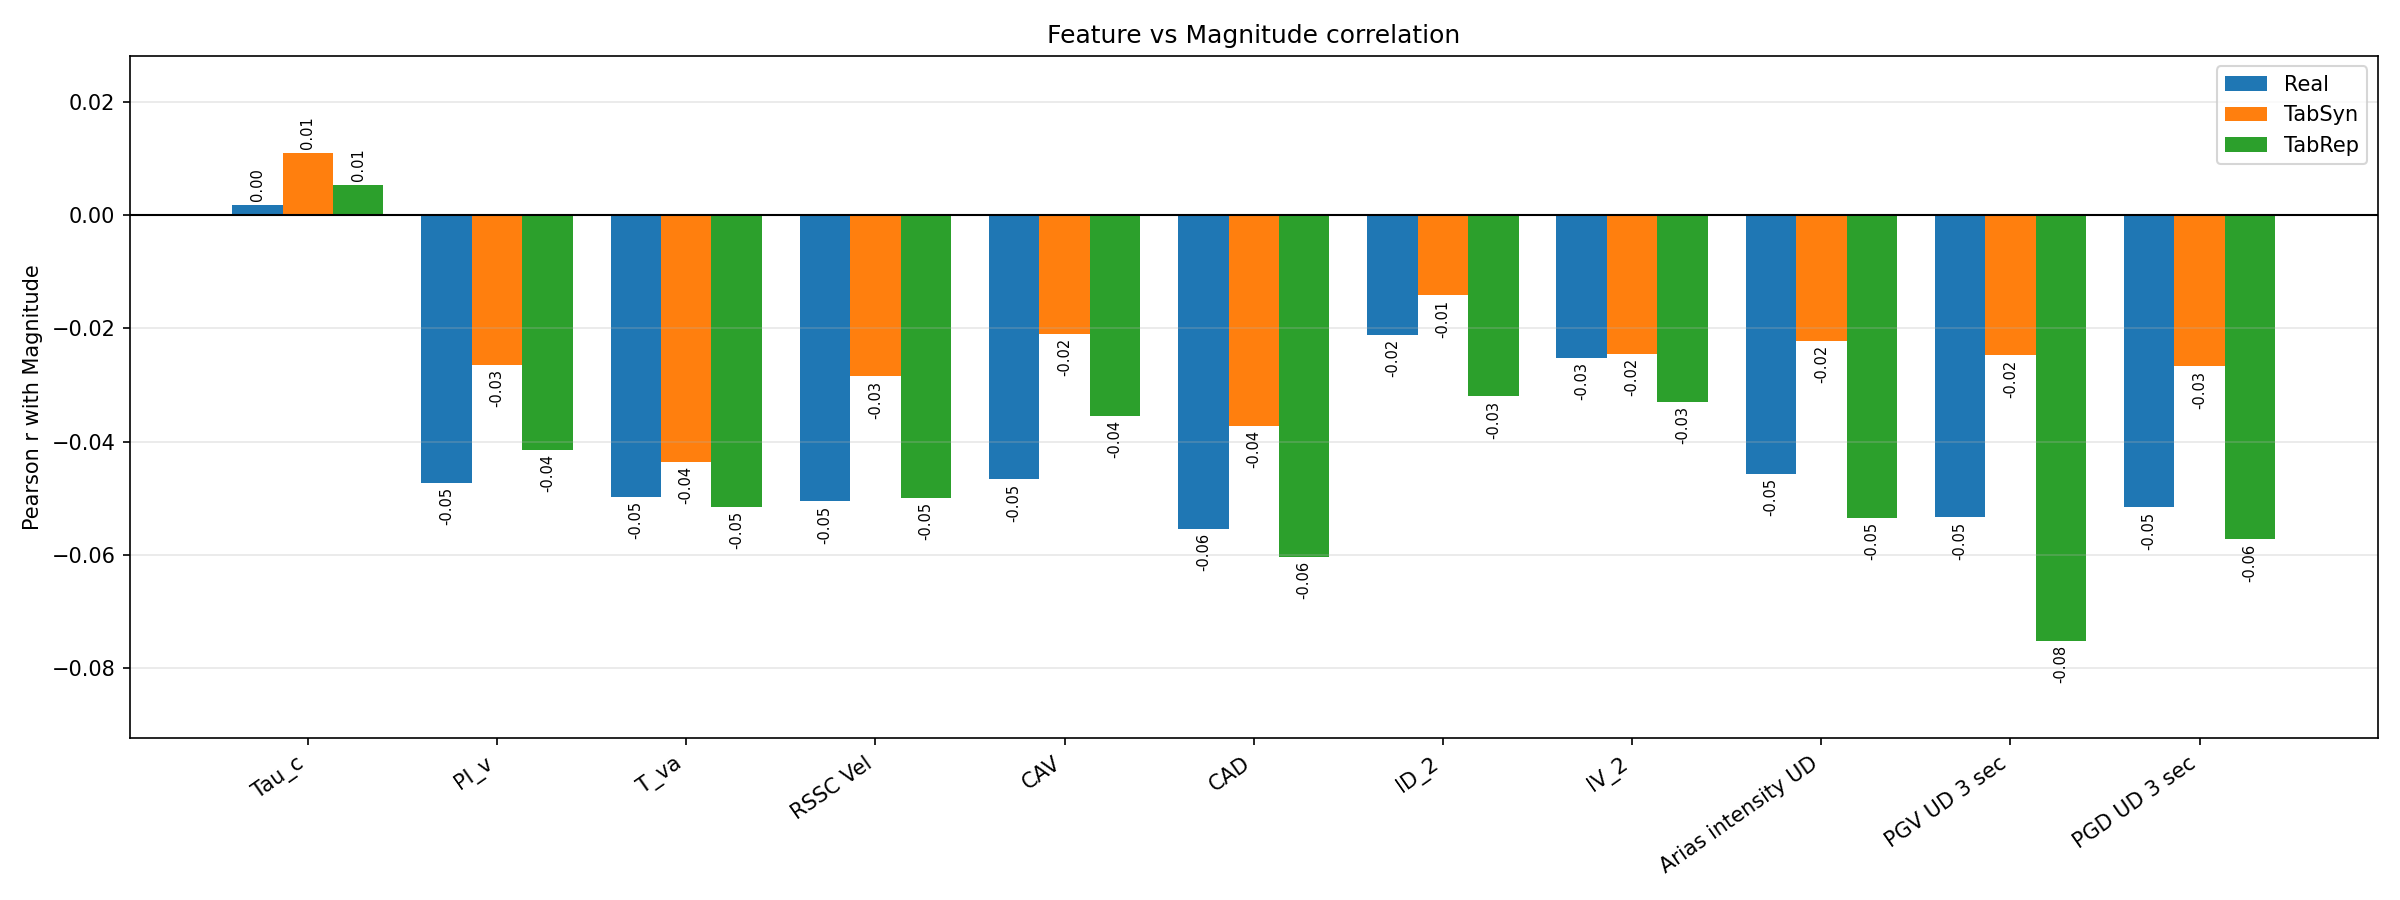 Feature vs Magnitude correlation
Real
TabSyn
TabRep
Pearson r with Magnitude
0.02
0.00
−0.02
−0.04
−0.06
−0.08
0.00
0.01
0.01
-0.05
-0.03
-0.04
-0.05
-0.04
-0.05
-0.05
-0.03
-0.05
-0.05
-0.02
-0.04
-0.06
-0.04
-0.06
-0.02
-0.01
-0.03
-0.03
-0.02
-0.03
-0.05
-0.02
-0.05
-0.05
-0.02
-0.08
-0.05
-0.03
-0.06
Tau_c
PI_v
T_va
RSSC Vel
CAV
CAD
ID_2
IV_2
Arias intensity UD
PGV UD 3 sec
PGD UD 3 sec